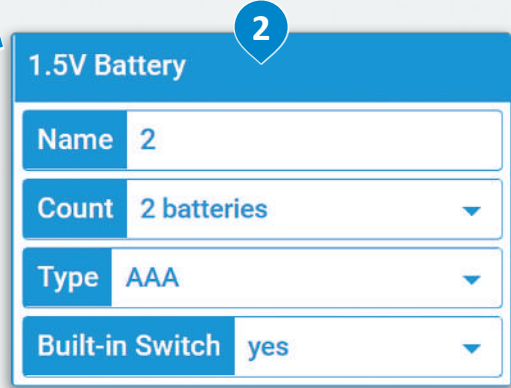 2
1.5V Battery
Name 2
Count 2 batteries
Type AAA
Built-in Switch yes